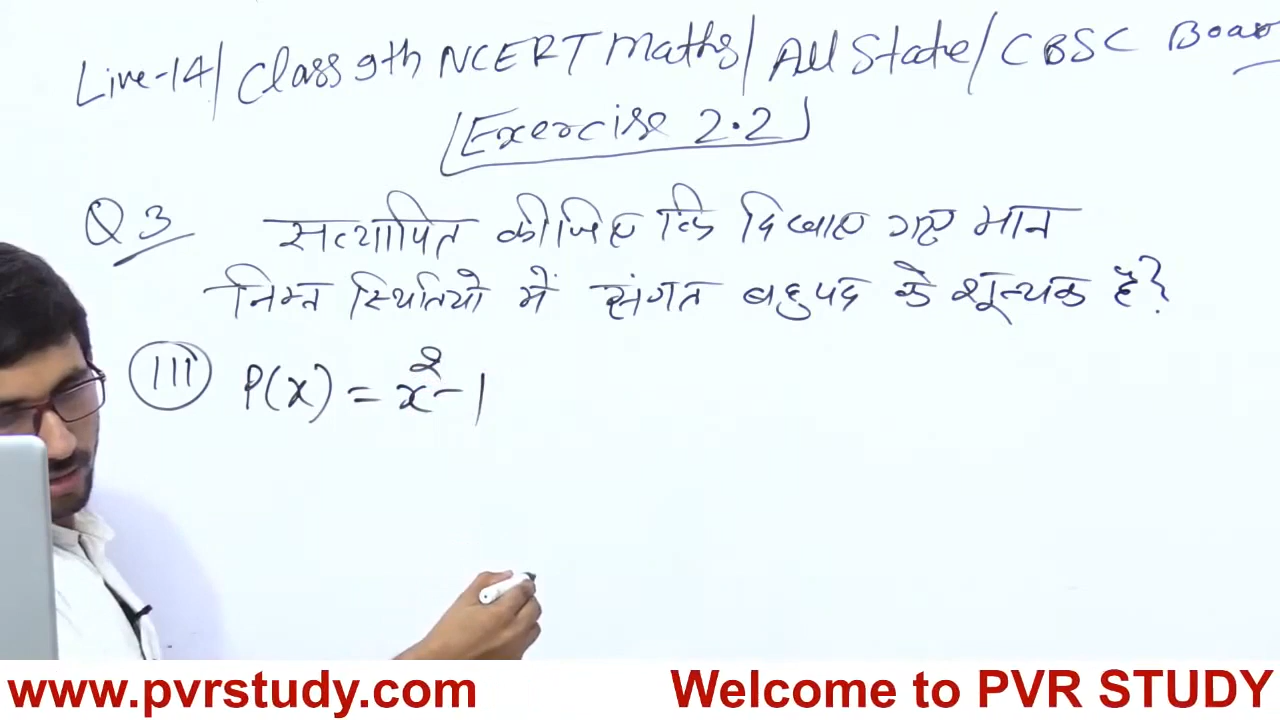 Live-14/ Class 9th NCERT Maths/ All State/ CBSC Boar
Exercise 2.2
Q 3 सत्यापित कीजिए कि दिखाए गए मान
निम्न स्थितियो में संगत बहुपद के शून्यक है?
III P(x) = x² - 1
www.pvrstudy.com Welcome to PVR STUDY